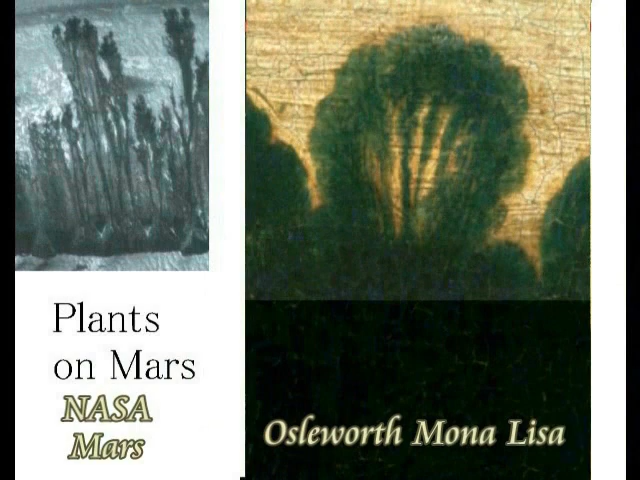 Plants
on Mars
NASA
Mars
Osleworth Mona Lisa